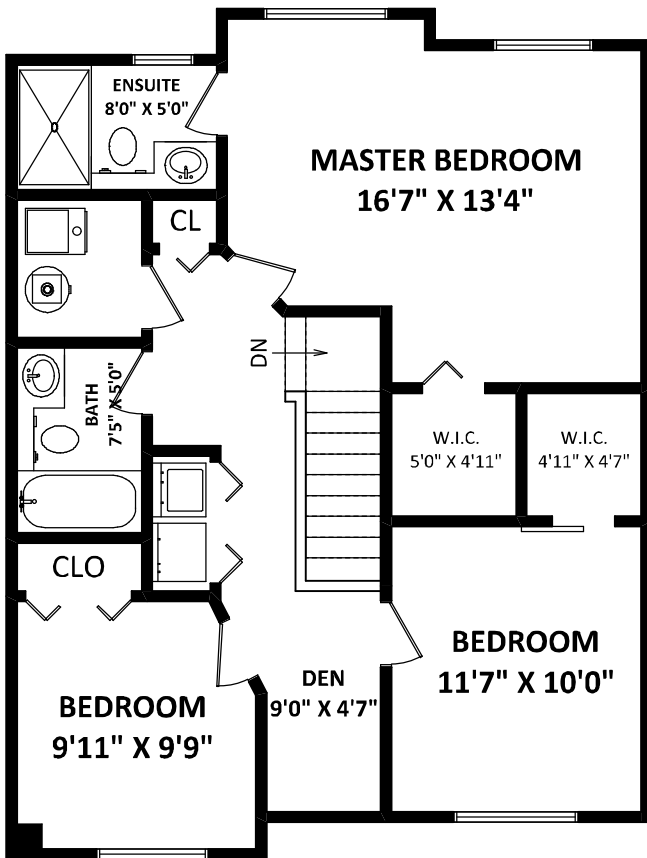 ENSUITE
8'0" X 5'0"
MASTER BEDROOM
16'7" X 13'4"
CL
DN
BATH
7'5" X 5'0"
W.I.C.
5'0" X 4'11"
W.I.C.
4'11" X 4'7"
CLO
BEDROOM
11'7" X 10'0"
DEN
9'0" X 4'7"
BEDROOM
9'11" X 9'9"